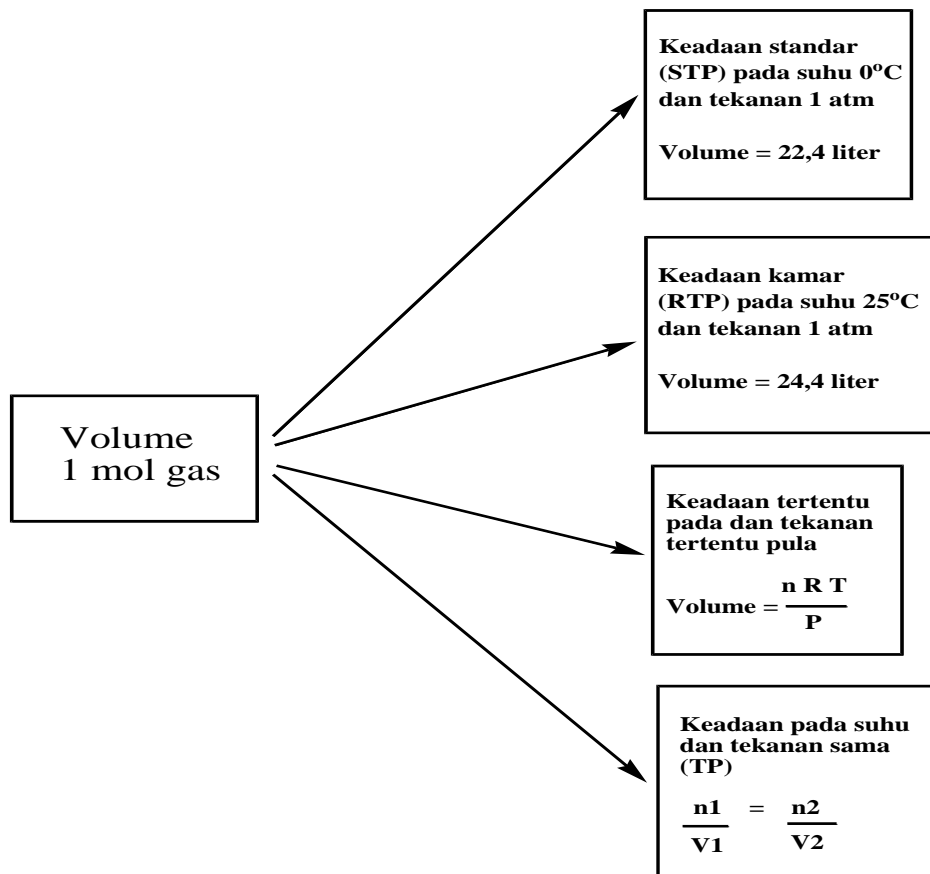 Volume
1 mol gas
Keadaan standar
(STP) pada suhu 0°C
dan tekanan 1 atm
Volume = 22,4 liter
Keadaan kamar
(RTP) pada suhu 25°C
dan tekanan 1 atm
Volume = 24,4 liter
Keadaan tertentu
pada dan tekanan
tertentu pula
n R T
Volume =
P
Keadaan pada suhu
dan tekanan sama
(TP)
n1 = n2
V1 V2